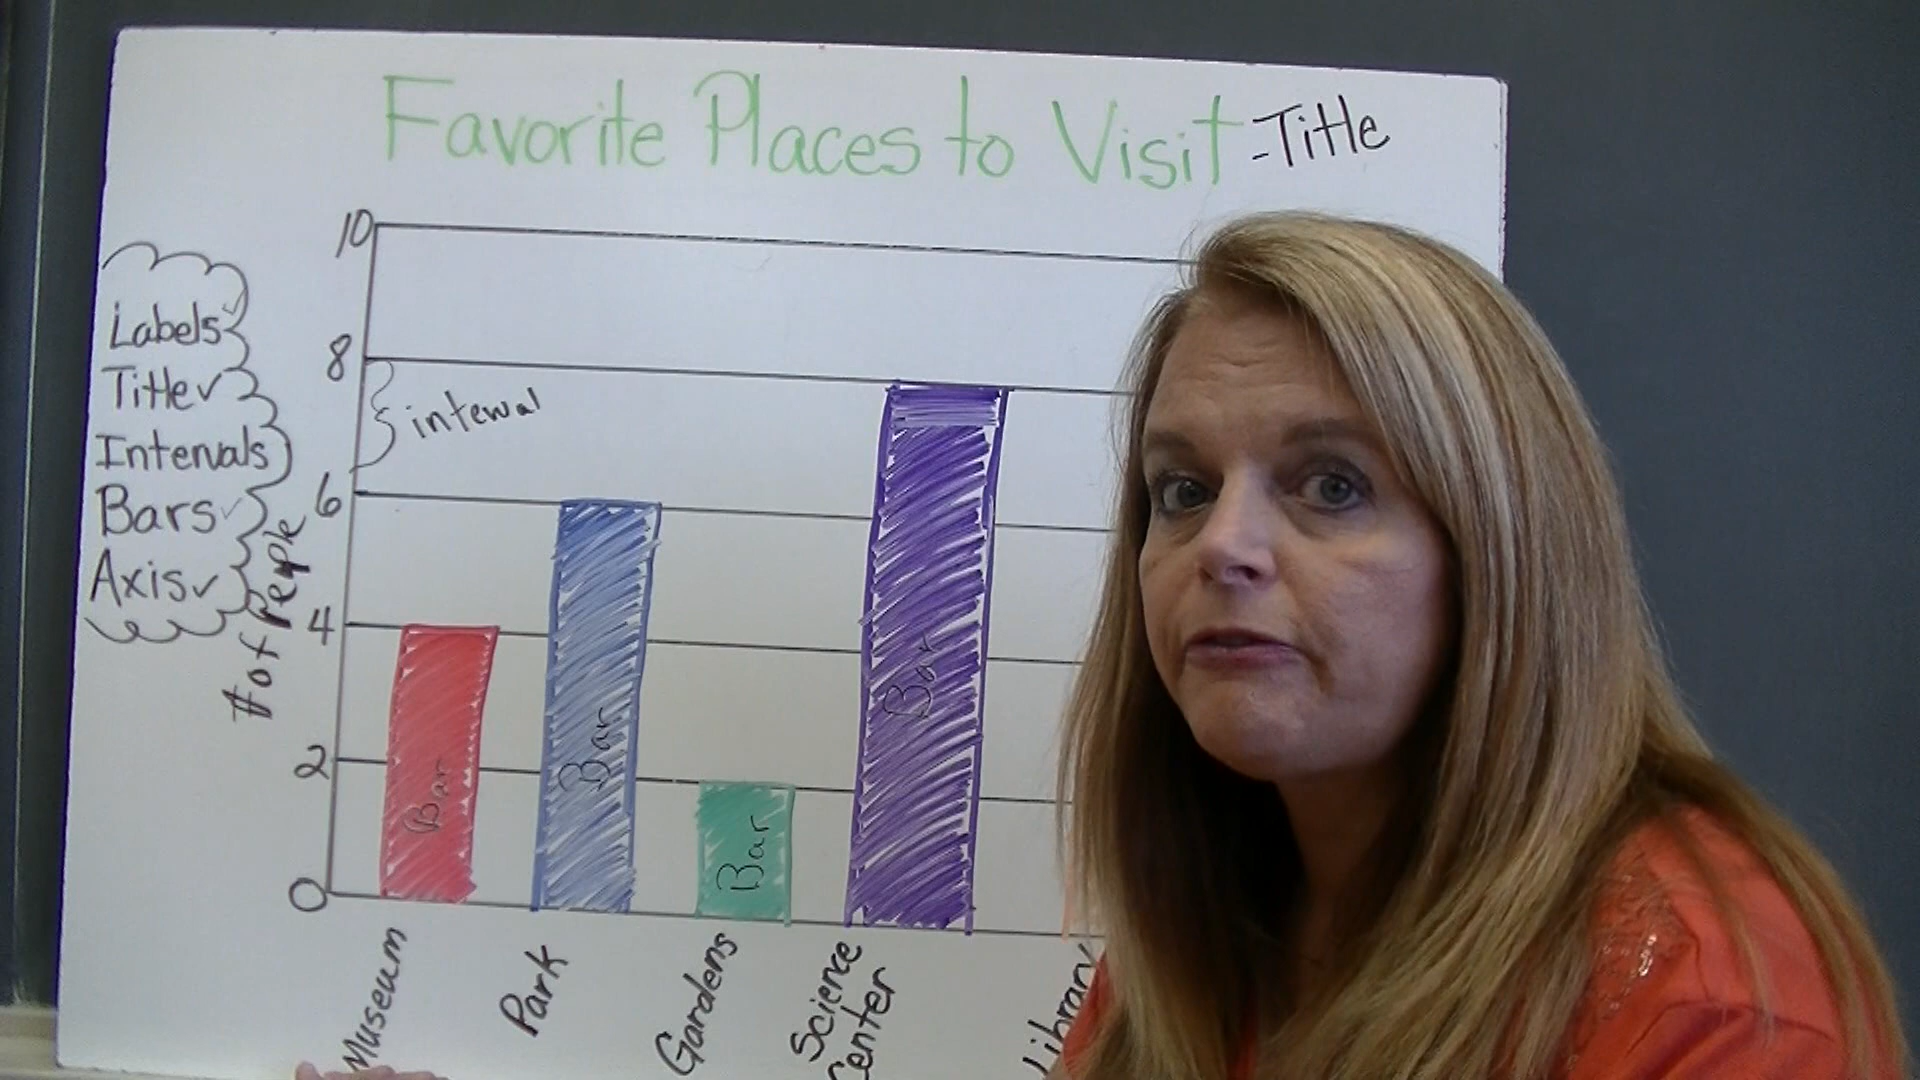 Favorite Places to Visit - Title
10
Labels
8
Title ✓
interval
Intervals
6
Bars ✓
Axis ✓
# of People
4
2
0
Bar
Bar
Bar
Bar
Museum
Park
Gardens
Science
Center
Library